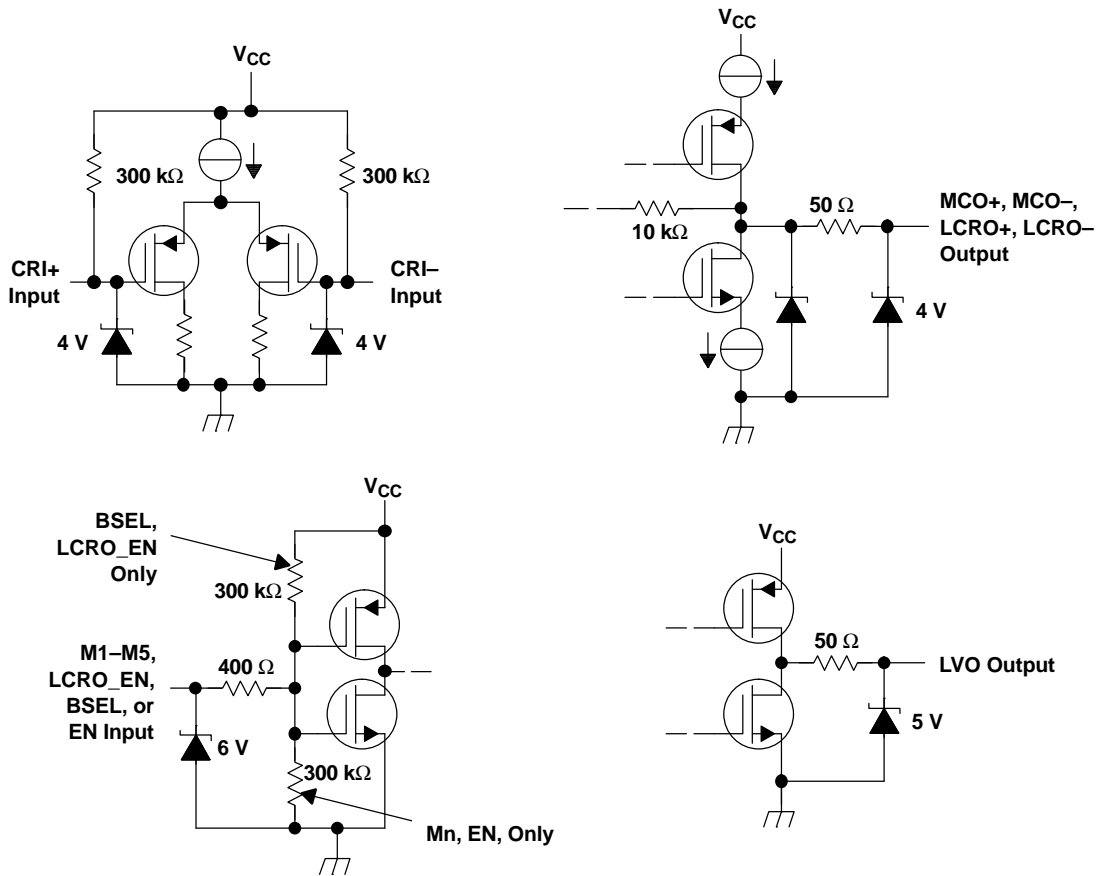 VCC
300 kΩ
300 kΩ
CRI+
Input
CRI–
Input
4 V
4 V
VCC
10 kΩ
50 Ω
MCO+, MCO–,
LCRO+, LCRO–
Output
4 V
VCC
BSEL,
LCRO_EN
Only
300 kΩ
M1–M5,
LCRO_EN,
BSEL, or
EN Input
400 Ω
6 V
300 kΩ
Mn, EN, Only
VCC
50 Ω
LVO Output
5 V